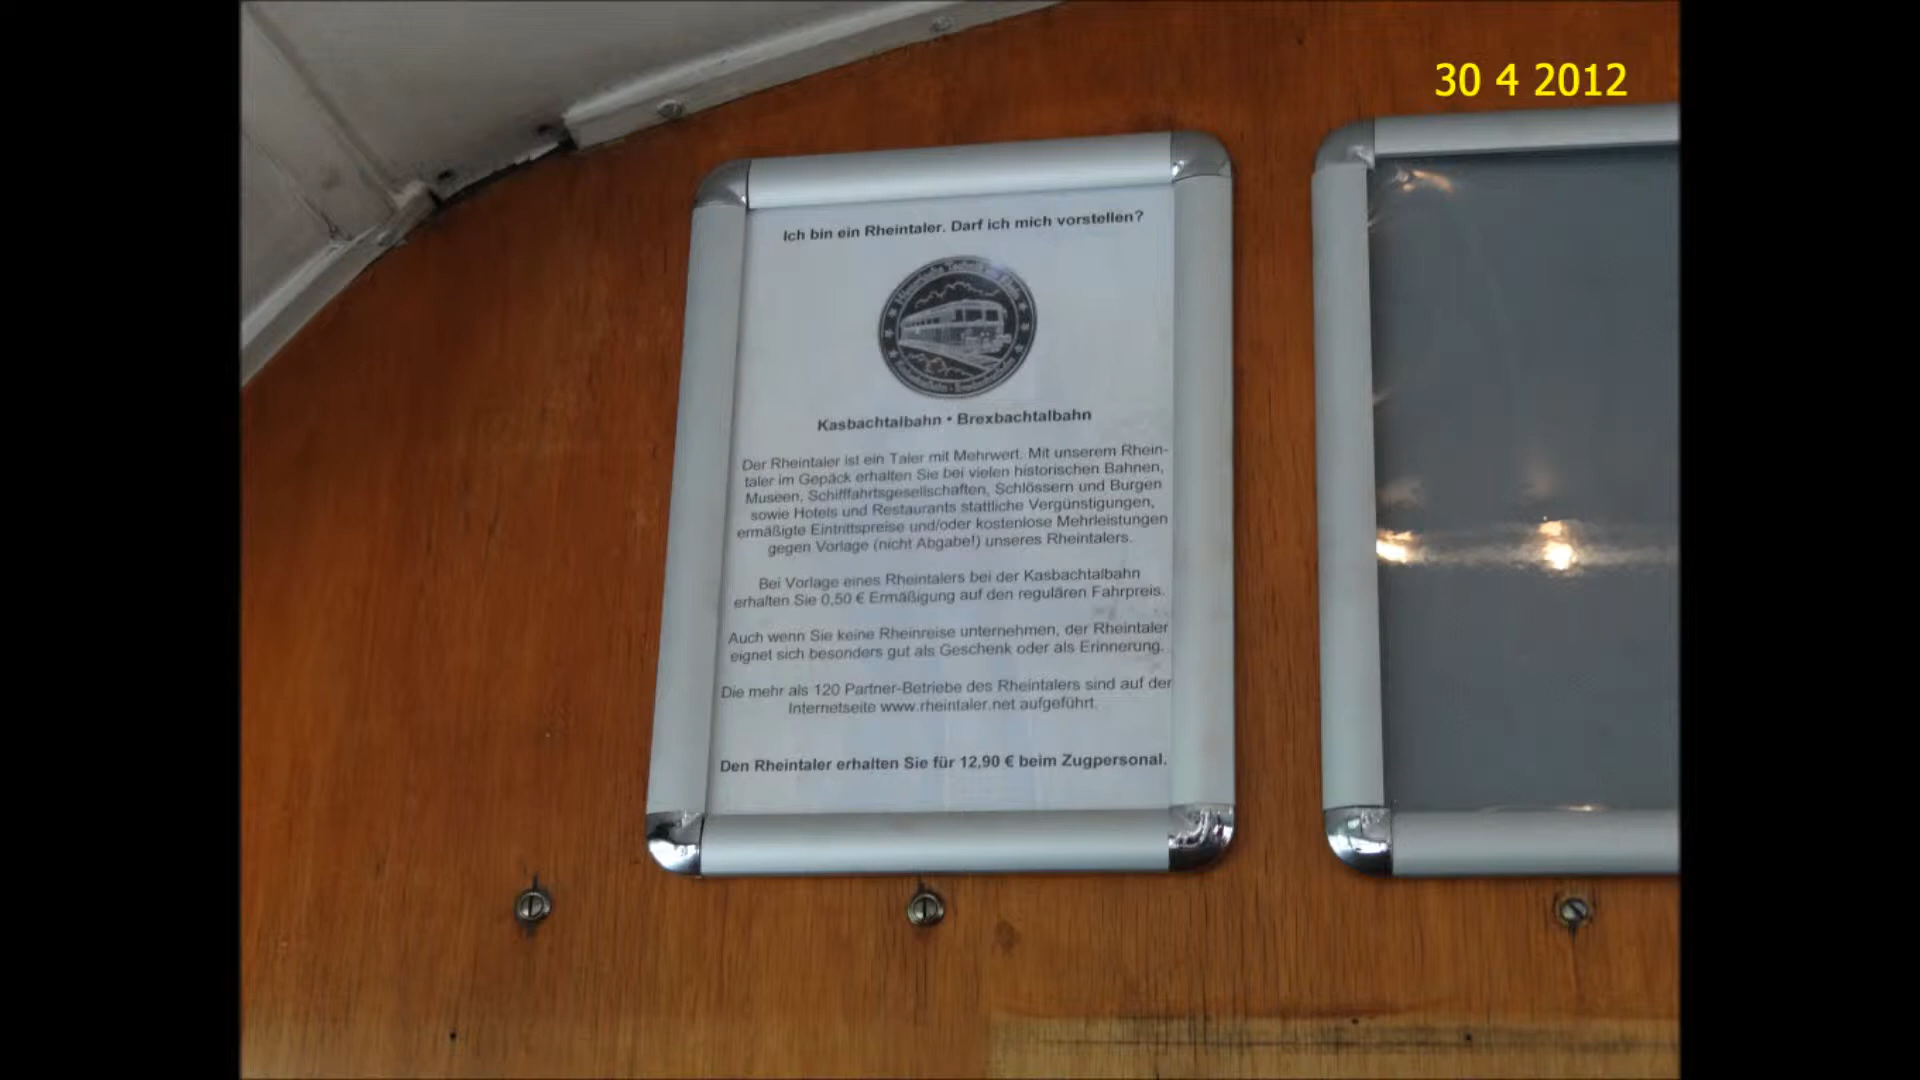 30 4 2012
Ich bin ein Rheintaler. Darf ich mich vorstellen?
Historische Technik am Rhein
Kasbachtalbahn • Brexbachtalbahn
Der Rheintaler ist ein Taler mit Mehrwert. Mit unserem Rhein-
taler im Gepäck erhalten Sie bei vielen historischen Bahnen,
Museen, Schifffahrtsgesellschaften, Schlössern und Burgen
sowie Hotels und Restaurants stattliche Vergünstigungen,
ermäßigte Eintrittspreise und/oder kostenlose Mehrleistungen
gegen Vorlage (nicht Abgabe!) unseres Rheintalers.
Bei Vorlage eines Rheintalers bei der Kasbachtalbahn
erhalten Sie 0,50 € Ermäßigung auf den regulären Fahrpreis.
Auch wenn Sie keine Rheinreise unternehmen, der Rheintaler
eignet sich besonders gut als Geschenk oder als Erinnerung.
Die mehr als 120 Partner-Betriebe des Rheintalers sind auf der
Internetseite www.rheintaler.net aufgeführt.
Den Rheintaler erhalten Sie für 12,90 € beim Zugpersonal.